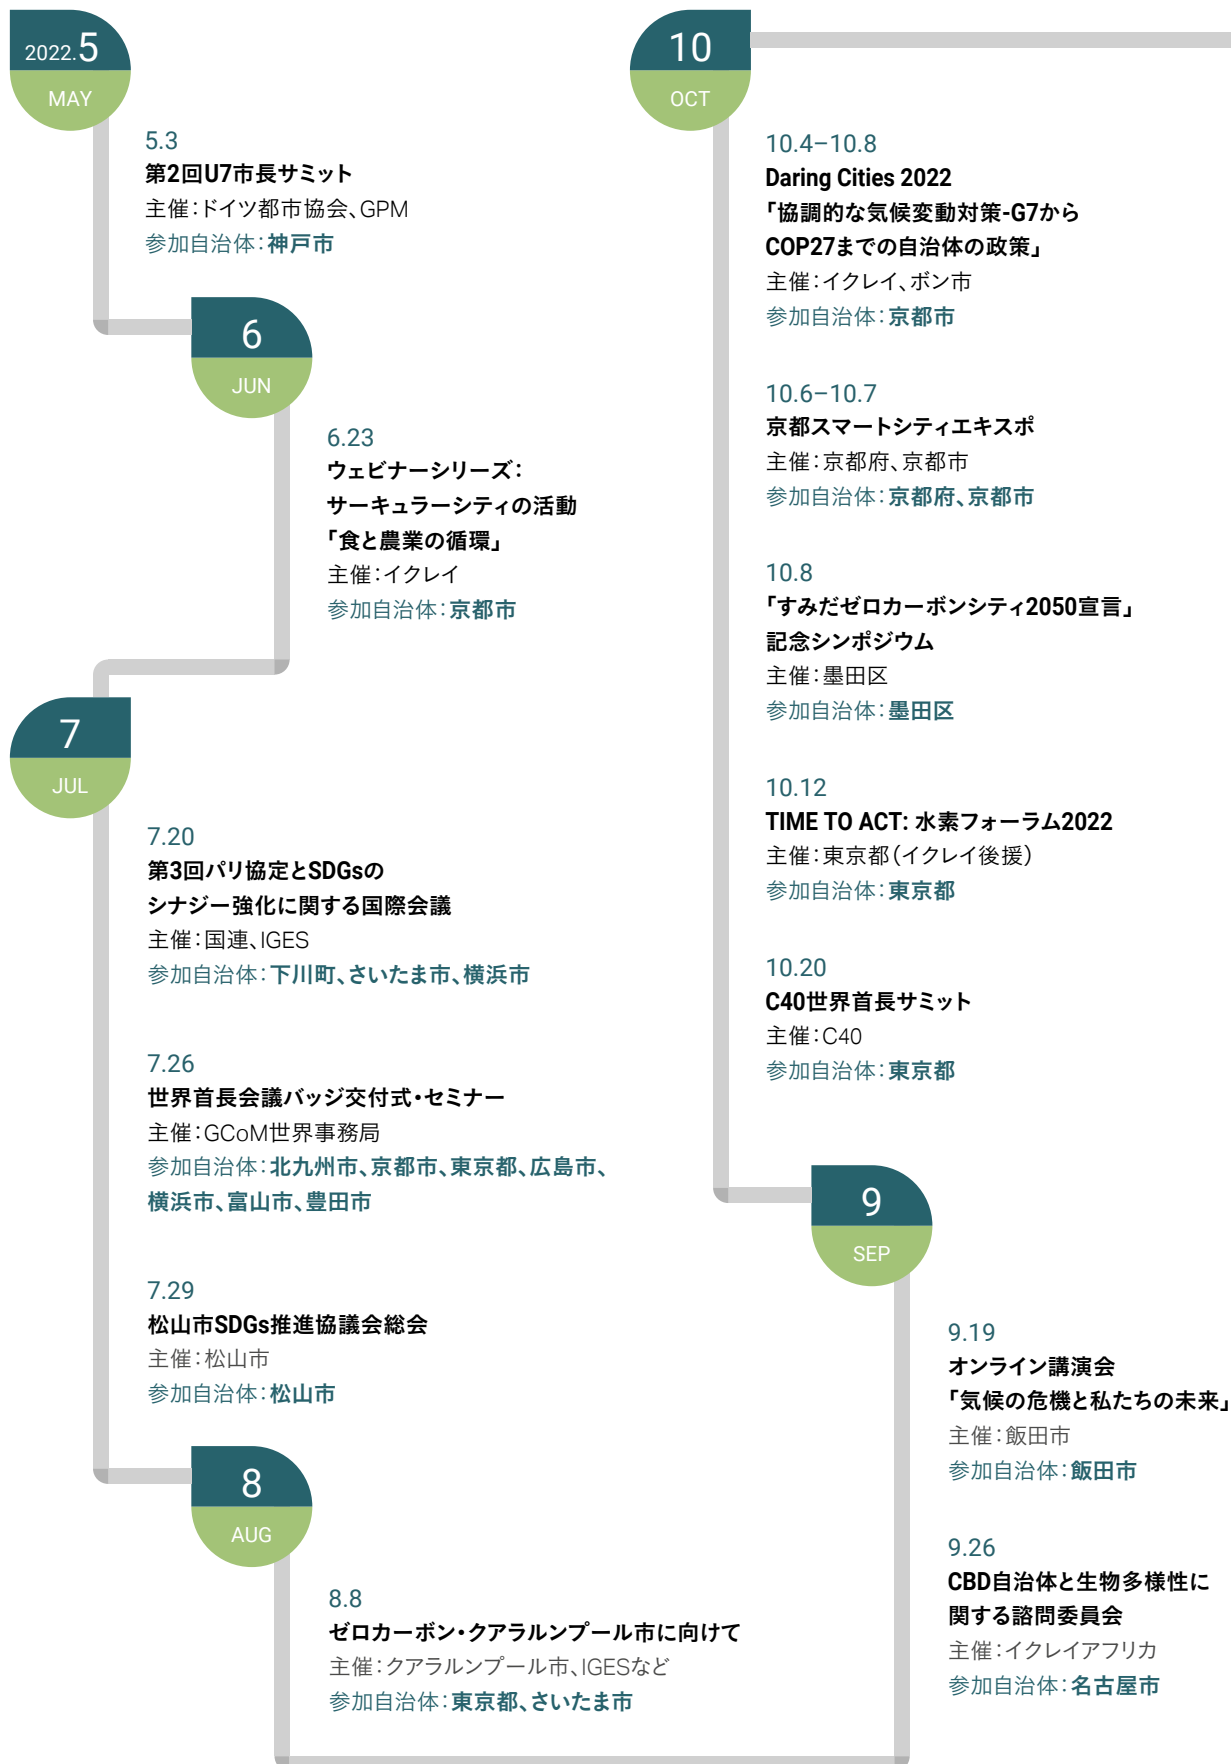 2022.5
MAY
5.3
第2回U7市長サミット
主催：ドイツ都市協会、GPM
参加自治体：神戸市
6
JUN
6.23
ウェビナーシリーズ：
サーキュラーシティの活動
「食と農業の循環」
主催：イクレイ
参加自治体：京都市
7
JUL
7.20
第3回パリ協定とSDGsの
シナジー強化に関する国際会議
主催：国連、IGES
参加自治体：下川町、さいたま市、横浜市
7.26
世界首長会議バッジ交付式・セミナー
主催：GCoM世界事務局
参加自治体：北九州市、京都市、東京都、広島市、
横浜市、富山市、豊田市
7.29
松山市SDGs推進協議会総会
主催：松山市
参加自治体：松山市
8
AUG
8.8
ゼロカーボン・クアラルンプール市に向けて
主催：クアラルンプール市、IGESなど
参加自治体：東京都、さいたま市
9
SEP
9.19
オンライン講演会
「気候の危機と私たちの未来」
主催：飯田市
参加自治体：飯田市
9.26
CBD自治体と生物多様性に
関する諮問委員会
主催：イクレイアフリカ
参加自治体：名古屋市
10
OCT
10.4–10.8
Daring Cities 2022
「協調的な気候変動対策-G7から
COP27までの自治体の政策」
主催：イクレイ、ボン市
参加自治体：京都市
10.6–10.7
京都スマートシティエキスポ
主催：京都府、京都市
参加自治体：京都府、京都市
10.8
「すみだゼロカーボンシティ2050宣言」
記念シンポジウム
主催：墨田区
参加自治体：墨田区
10.12
TIME TO ACT: 水素フォーラム2022
主催：東京都（イクレイ後援）
参加自治体：東京都
10.20
C40世界首長サミット
主催：C40
参加自治体：東京都